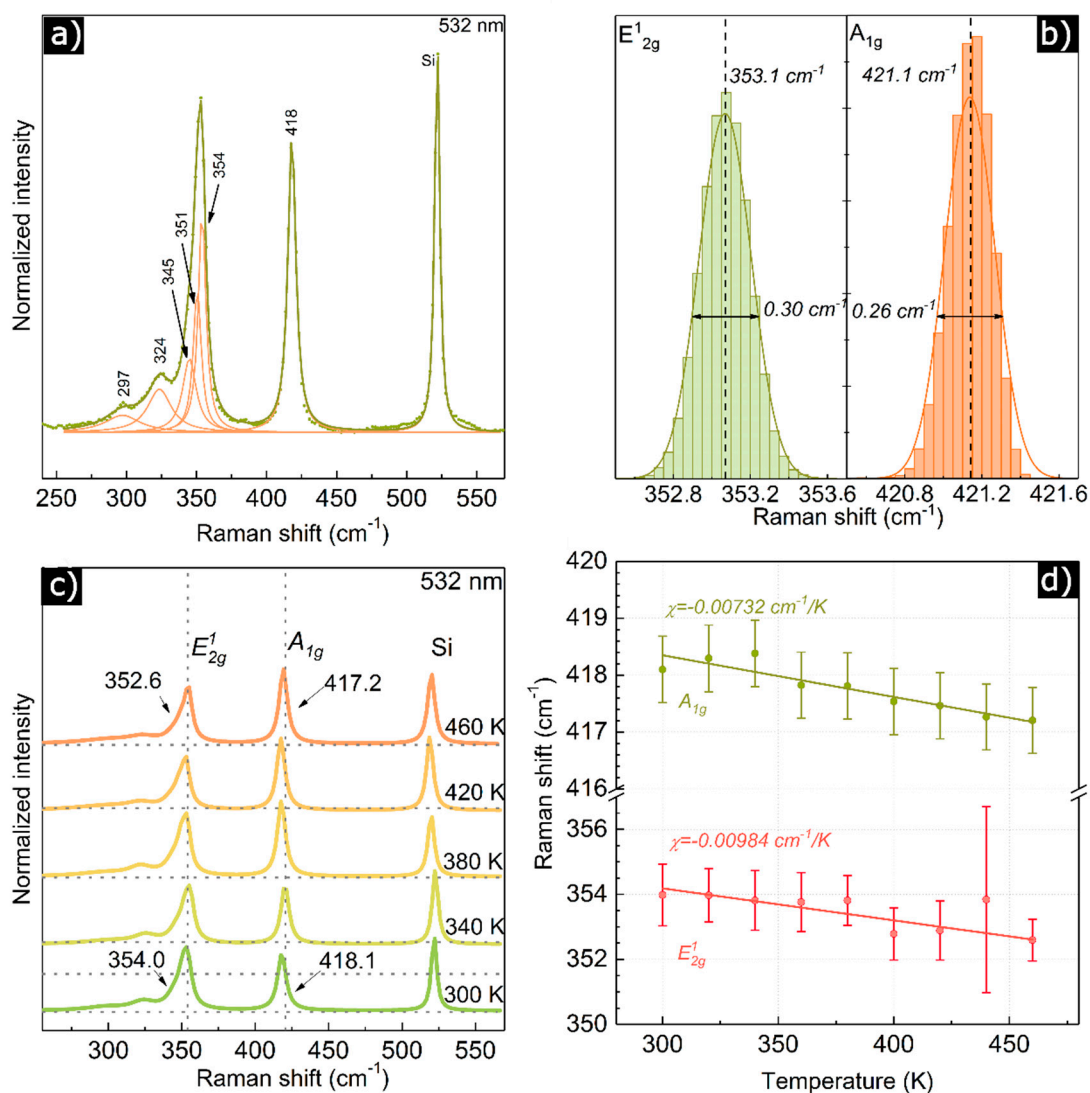 a)
532 nm
Si
418
354
351
345
324
297
Normalized intensity
250 300 350 400 450 500 550
Raman shift (cm⁻¹)
b)
E¹₂g
A₁g
353.1 cm⁻¹
421.1 cm⁻¹
0.30 cm⁻¹
0.26 cm⁻¹
352.8 353.2 353.6 420.8 421.2 421.6
Raman shift (cm⁻¹)
c)
532 nm
E¹₂g
A₁g
Si
352.6
417.2
460 K
420 K
380 K
340 K
354.0
418.1
300 K
Normalized intensity
300 350 400 450 500 550
Raman shift (cm⁻¹)
d)
420
419
418
417
416
356
354
352
350
χ=-0.00732 cm⁻¹/K
A₁g
χ=-0.00984 cm⁻¹/K
E¹₂g
Raman shift (cm⁻¹)
300 350 400 450
Temperature (K)